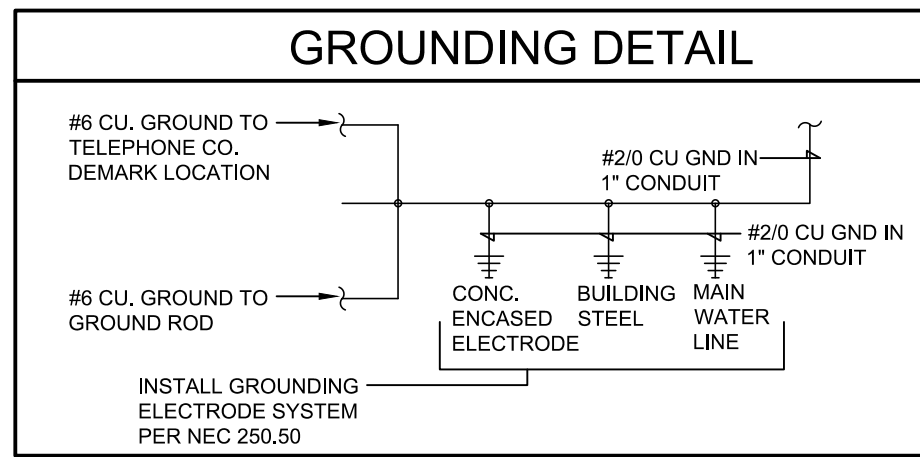 GROUNDING DETAIL
#6 CU. GROUND TO
TELEPHONE CO.
DEMARK LOCATION
#2/0 CU GND IN
1" CONDUIT
#2/0 CU GND IN
1" CONDUIT
#6 CU. GROUND TO
GROUND ROD
CONC.
ENCASED
ELECTRODE
BUILDING
STEEL
MAIN
WATER
LINE
INSTALL GROUNDING
ELECTRODE SYSTEM
PER NEC 250.50